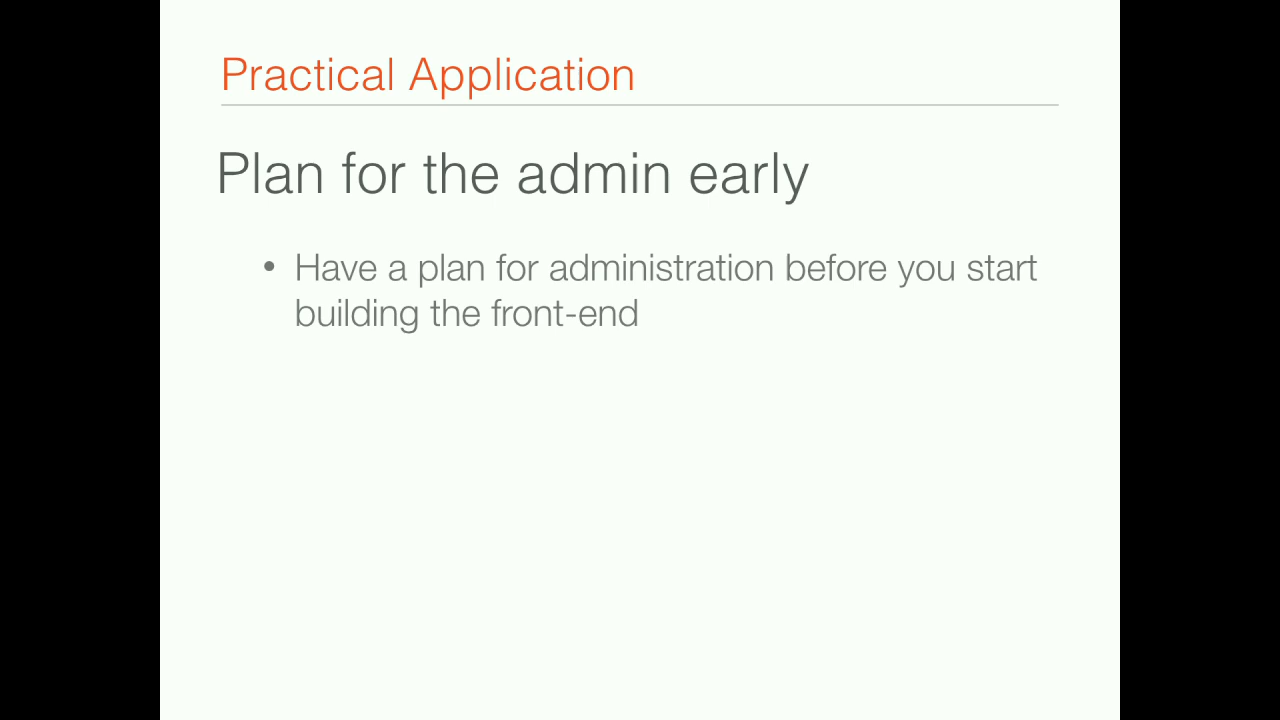 Practical Application
Plan for the admin early
• Have a plan for administration before you start
building the front-end